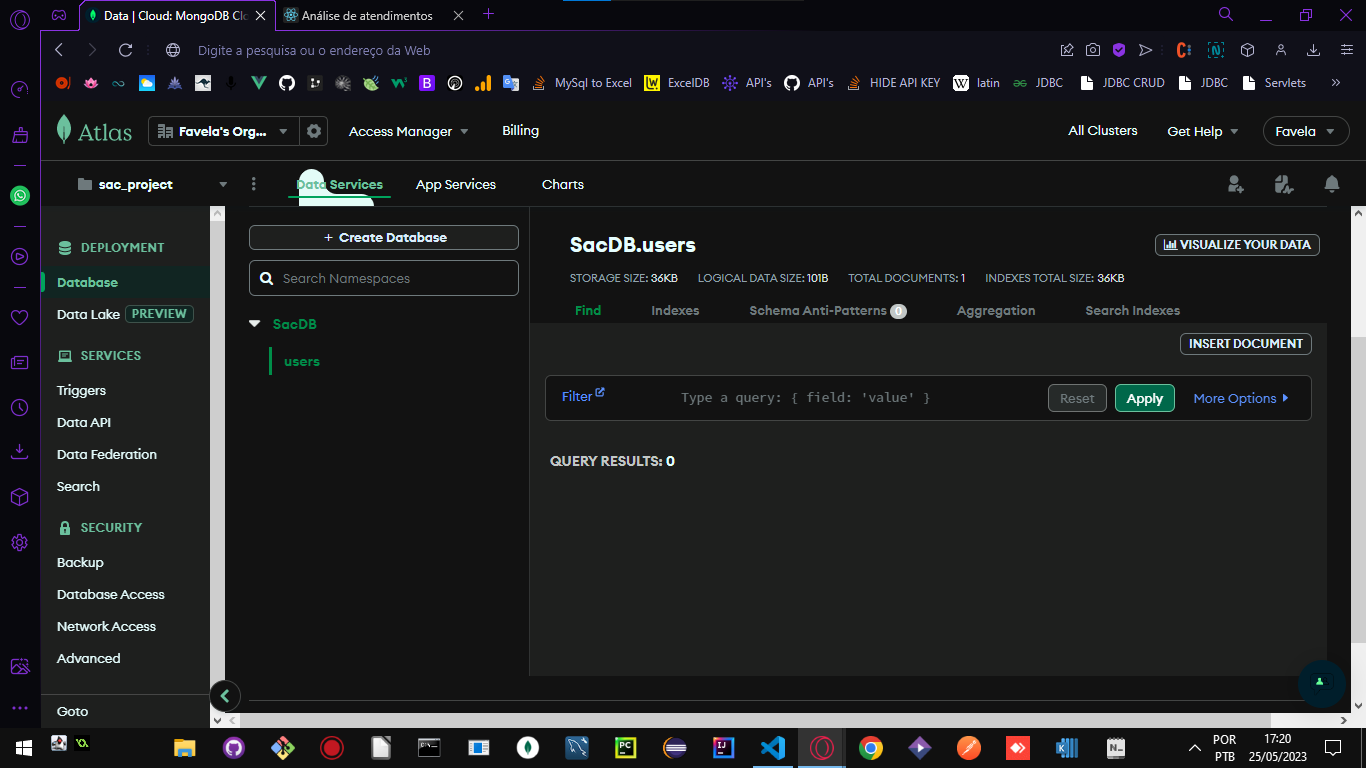 Data | Cloud: MongoDB Clo
Análise de atendimentos
Digite a pesquisa ou o endereço da Web
MySql to Excel
ExcelDB
API's
API's
HIDE API KEY
latin
JDBC
JDBC CRUD
JDBC
Servlets
Atlas
Favela's Org...
Access Manager
Billing
All Clusters
Get Help
Favela
sac_project
Data Services
App Services
Charts
DEPLOYMENT
Database
Data Lake PREVIEW
SERVICES
Triggers
Data API
Data Federation
Search
SECURITY
Backup
Database Access
Network Access
Advanced
Goto
+ Create Database
Search Namespaces
SacDB
users
SacDB.users
VISUALIZE YOUR DATA
STORAGE SIZE: 36KB
LOGICAL DATA SIZE: 101B
TOTAL DOCUMENTS: 1
INDEXES TOTAL SIZE: 36KB
Find
Indexes
Schema Anti-Patterns 0
Aggregation
Search Indexes
INSERT DOCUMENT
Filter
Type a query: { field: 'value' }
Reset
Apply
More Options
QUERY RESULTS: 0
POR
PTB
17:20
25/05/2023